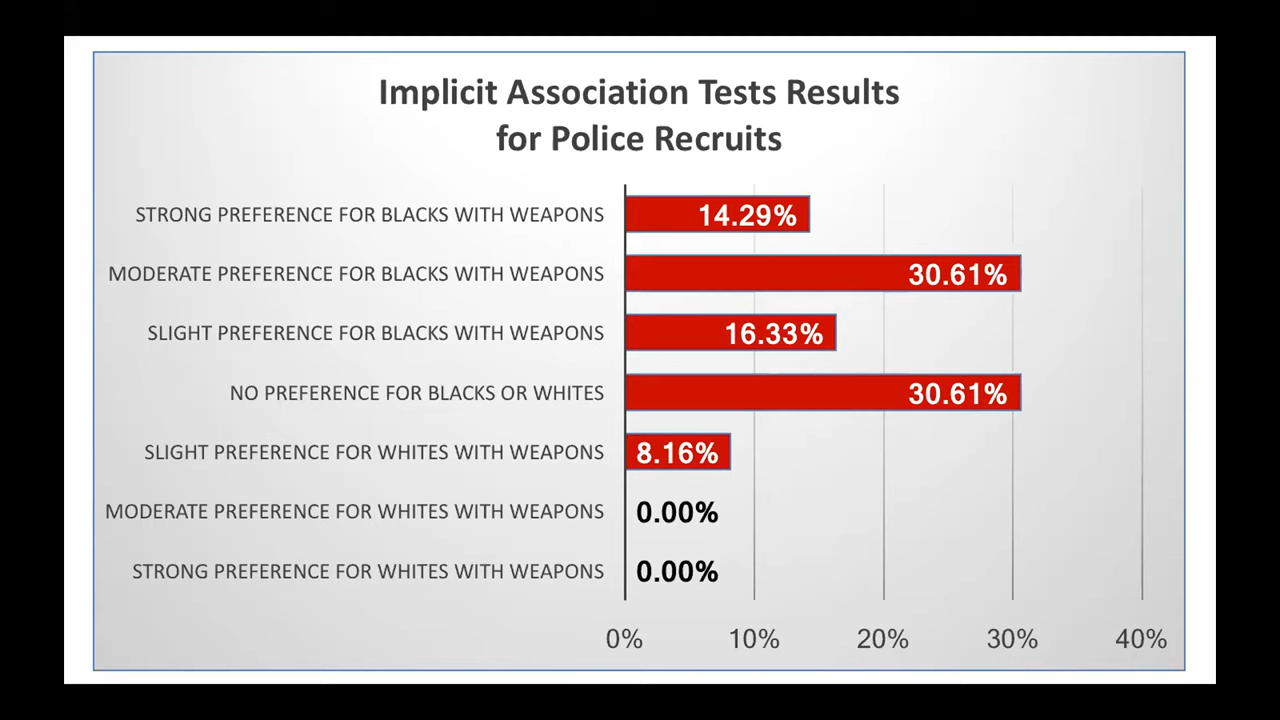 Implicit Association Tests Results
for Police Recruits
STRONG PREFERENCE FOR BLACKS WITH WEAPONS 14.29%
MODERATE PREFERENCE FOR BLACKS WITH WEAPONS 30.61%
SLIGHT PREFERENCE FOR BLACKS WITH WEAPONS 16.33%
NO PREFERENCE FOR BLACKS OR WHITES 30.61%
SLIGHT PREFERENCE FOR WHITES WITH WEAPONS 8.16%
MODERATE PREFERENCE FOR WHITES WITH WEAPONS 0.00%
STRONG PREFERENCE FOR WHITES WITH WEAPONS 0.00%
0% 10% 20% 30% 40%